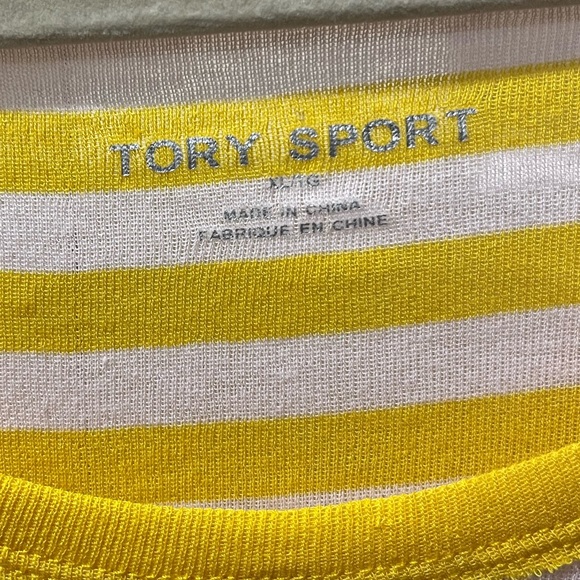 TORY SPORT
XL/TG
MADE IN CHINA
FABRIQUE EN CHINE